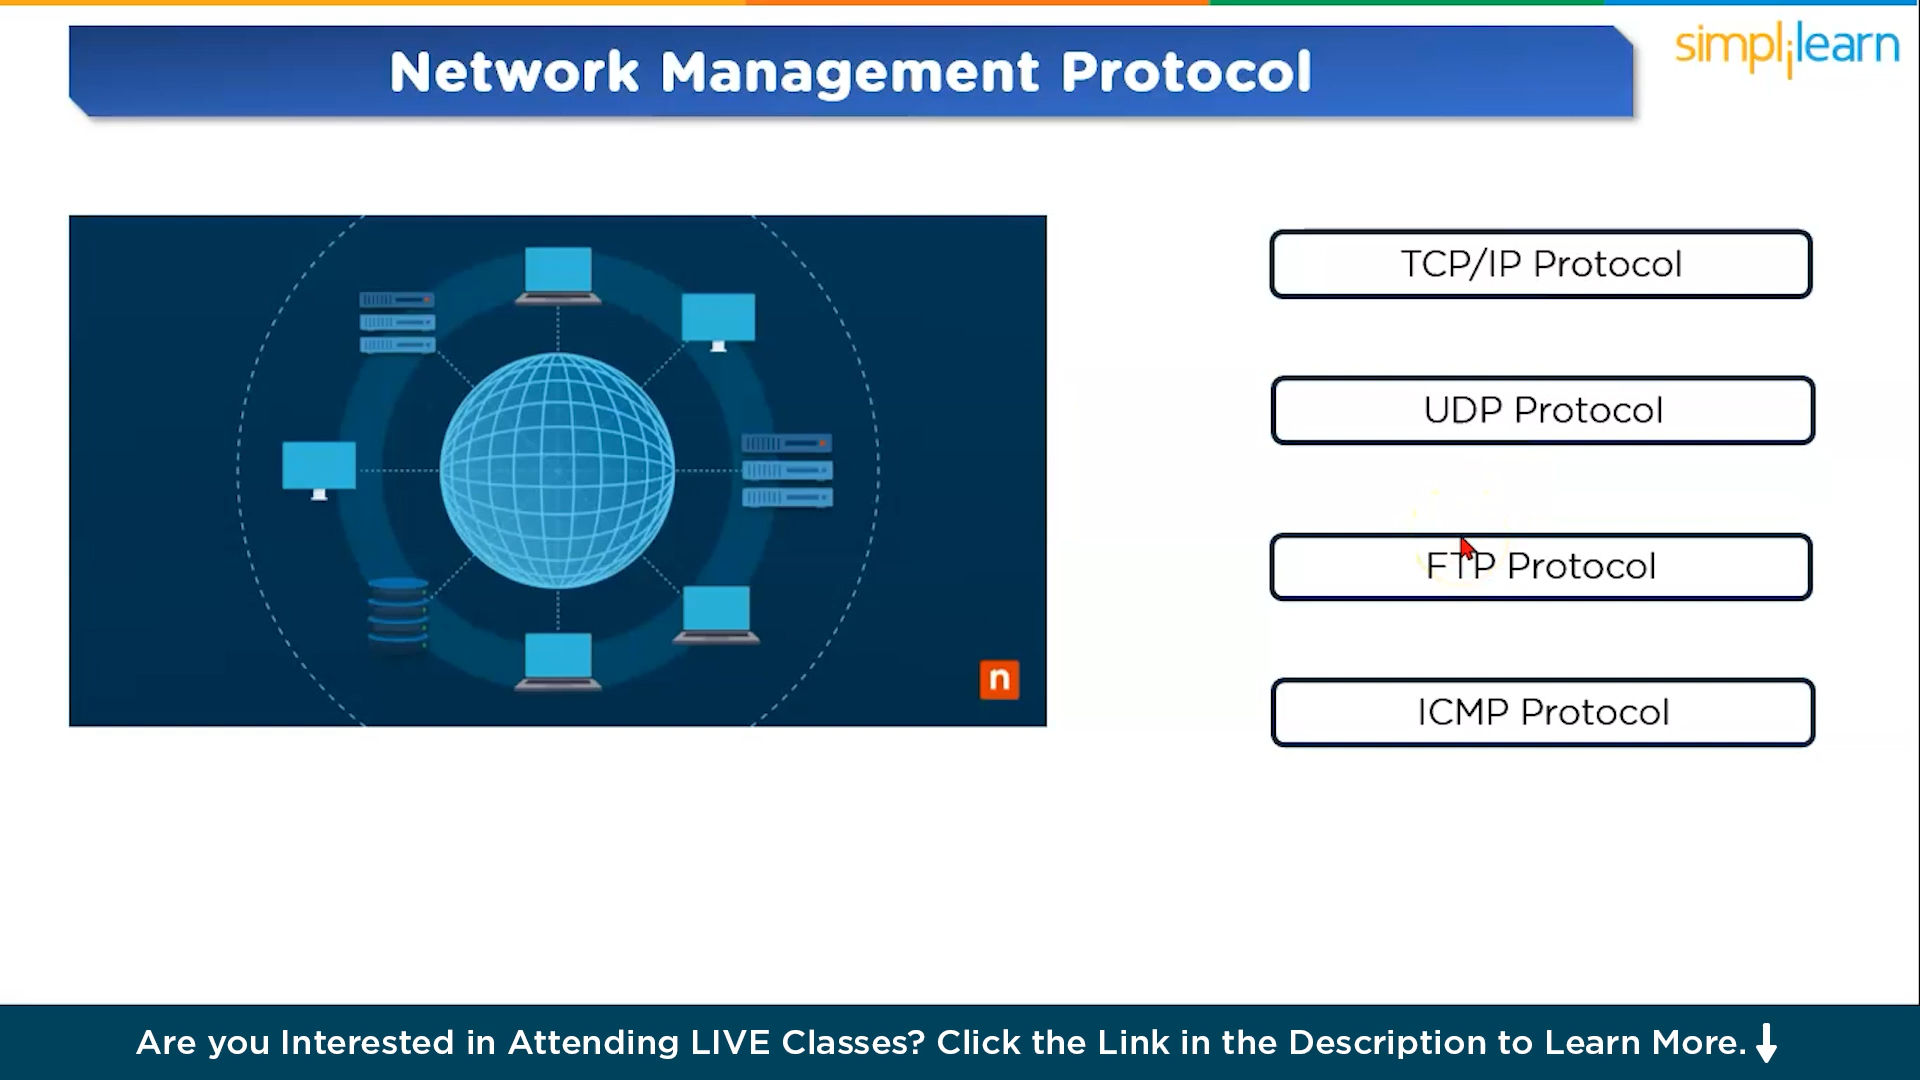 Network Management Protocol
simplilearn
TCP/IP Protocol
UDP Protocol
FTP Protocol
ICMP Protocol
n
Are you Interested in Attending LIVE Classes? Click the Link in the Description to Learn More.